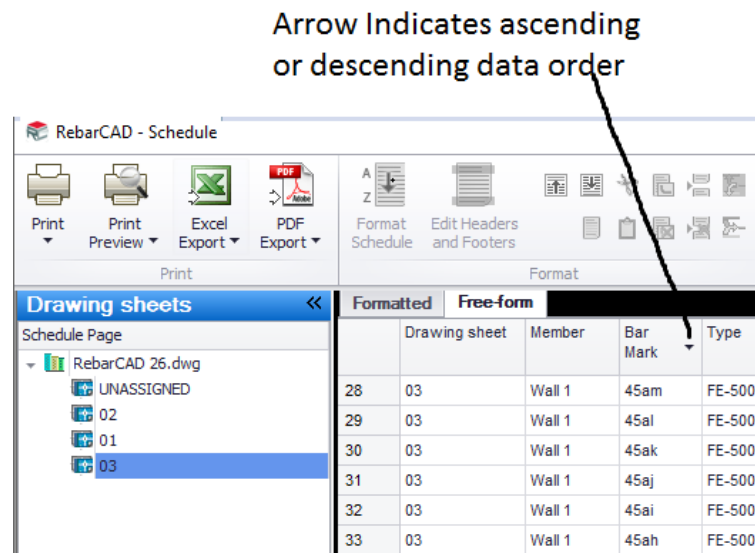 Arrow Indicates ascending
or descending data order
RebarCAD - Schedule
PDF
Adobe
A
Z
Print
Print
Preview
Excel
Export
PDF
Export
Format
Schedule
Edit Headers
and Footers
Print
Format
Drawing sheets
Schedule Page
RebarCAD 26.dwg
UNASSIGNED
02
01
03
Formatted
Free-form
Drawing sheet
Member
Bar
Mark
Type
28 03 Wall 1 45am FE-500
29 03 Wall 1 45al FE-500
30 03 Wall 1 45ak FE-500
31 03 Wall 1 45aj FE-500
32 03 Wall 1 45ai FE-500
33 03 Wall 1 45ah FE-500